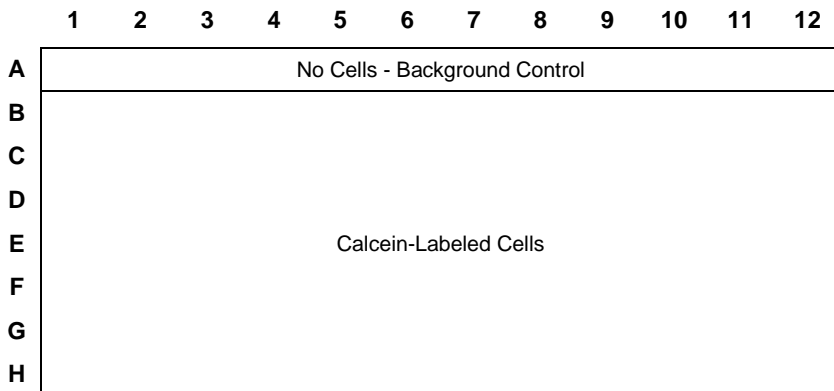 1 2 3 4 5 6 7 8 9 10 11 12
A No Cells - Background Control
B
C
D
E Calcein-Labeled Cells
F
G
H